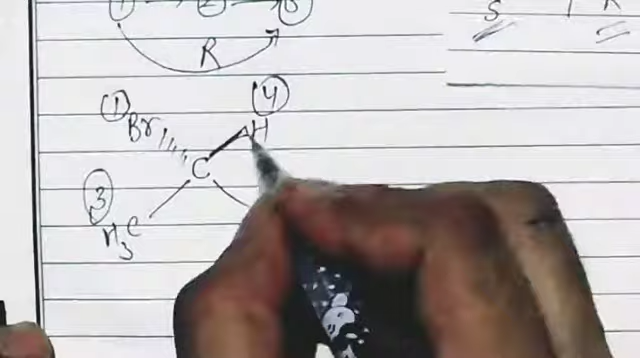 1 → 2 → 3
R
S R
① ④
Br H
C
③
H₃C